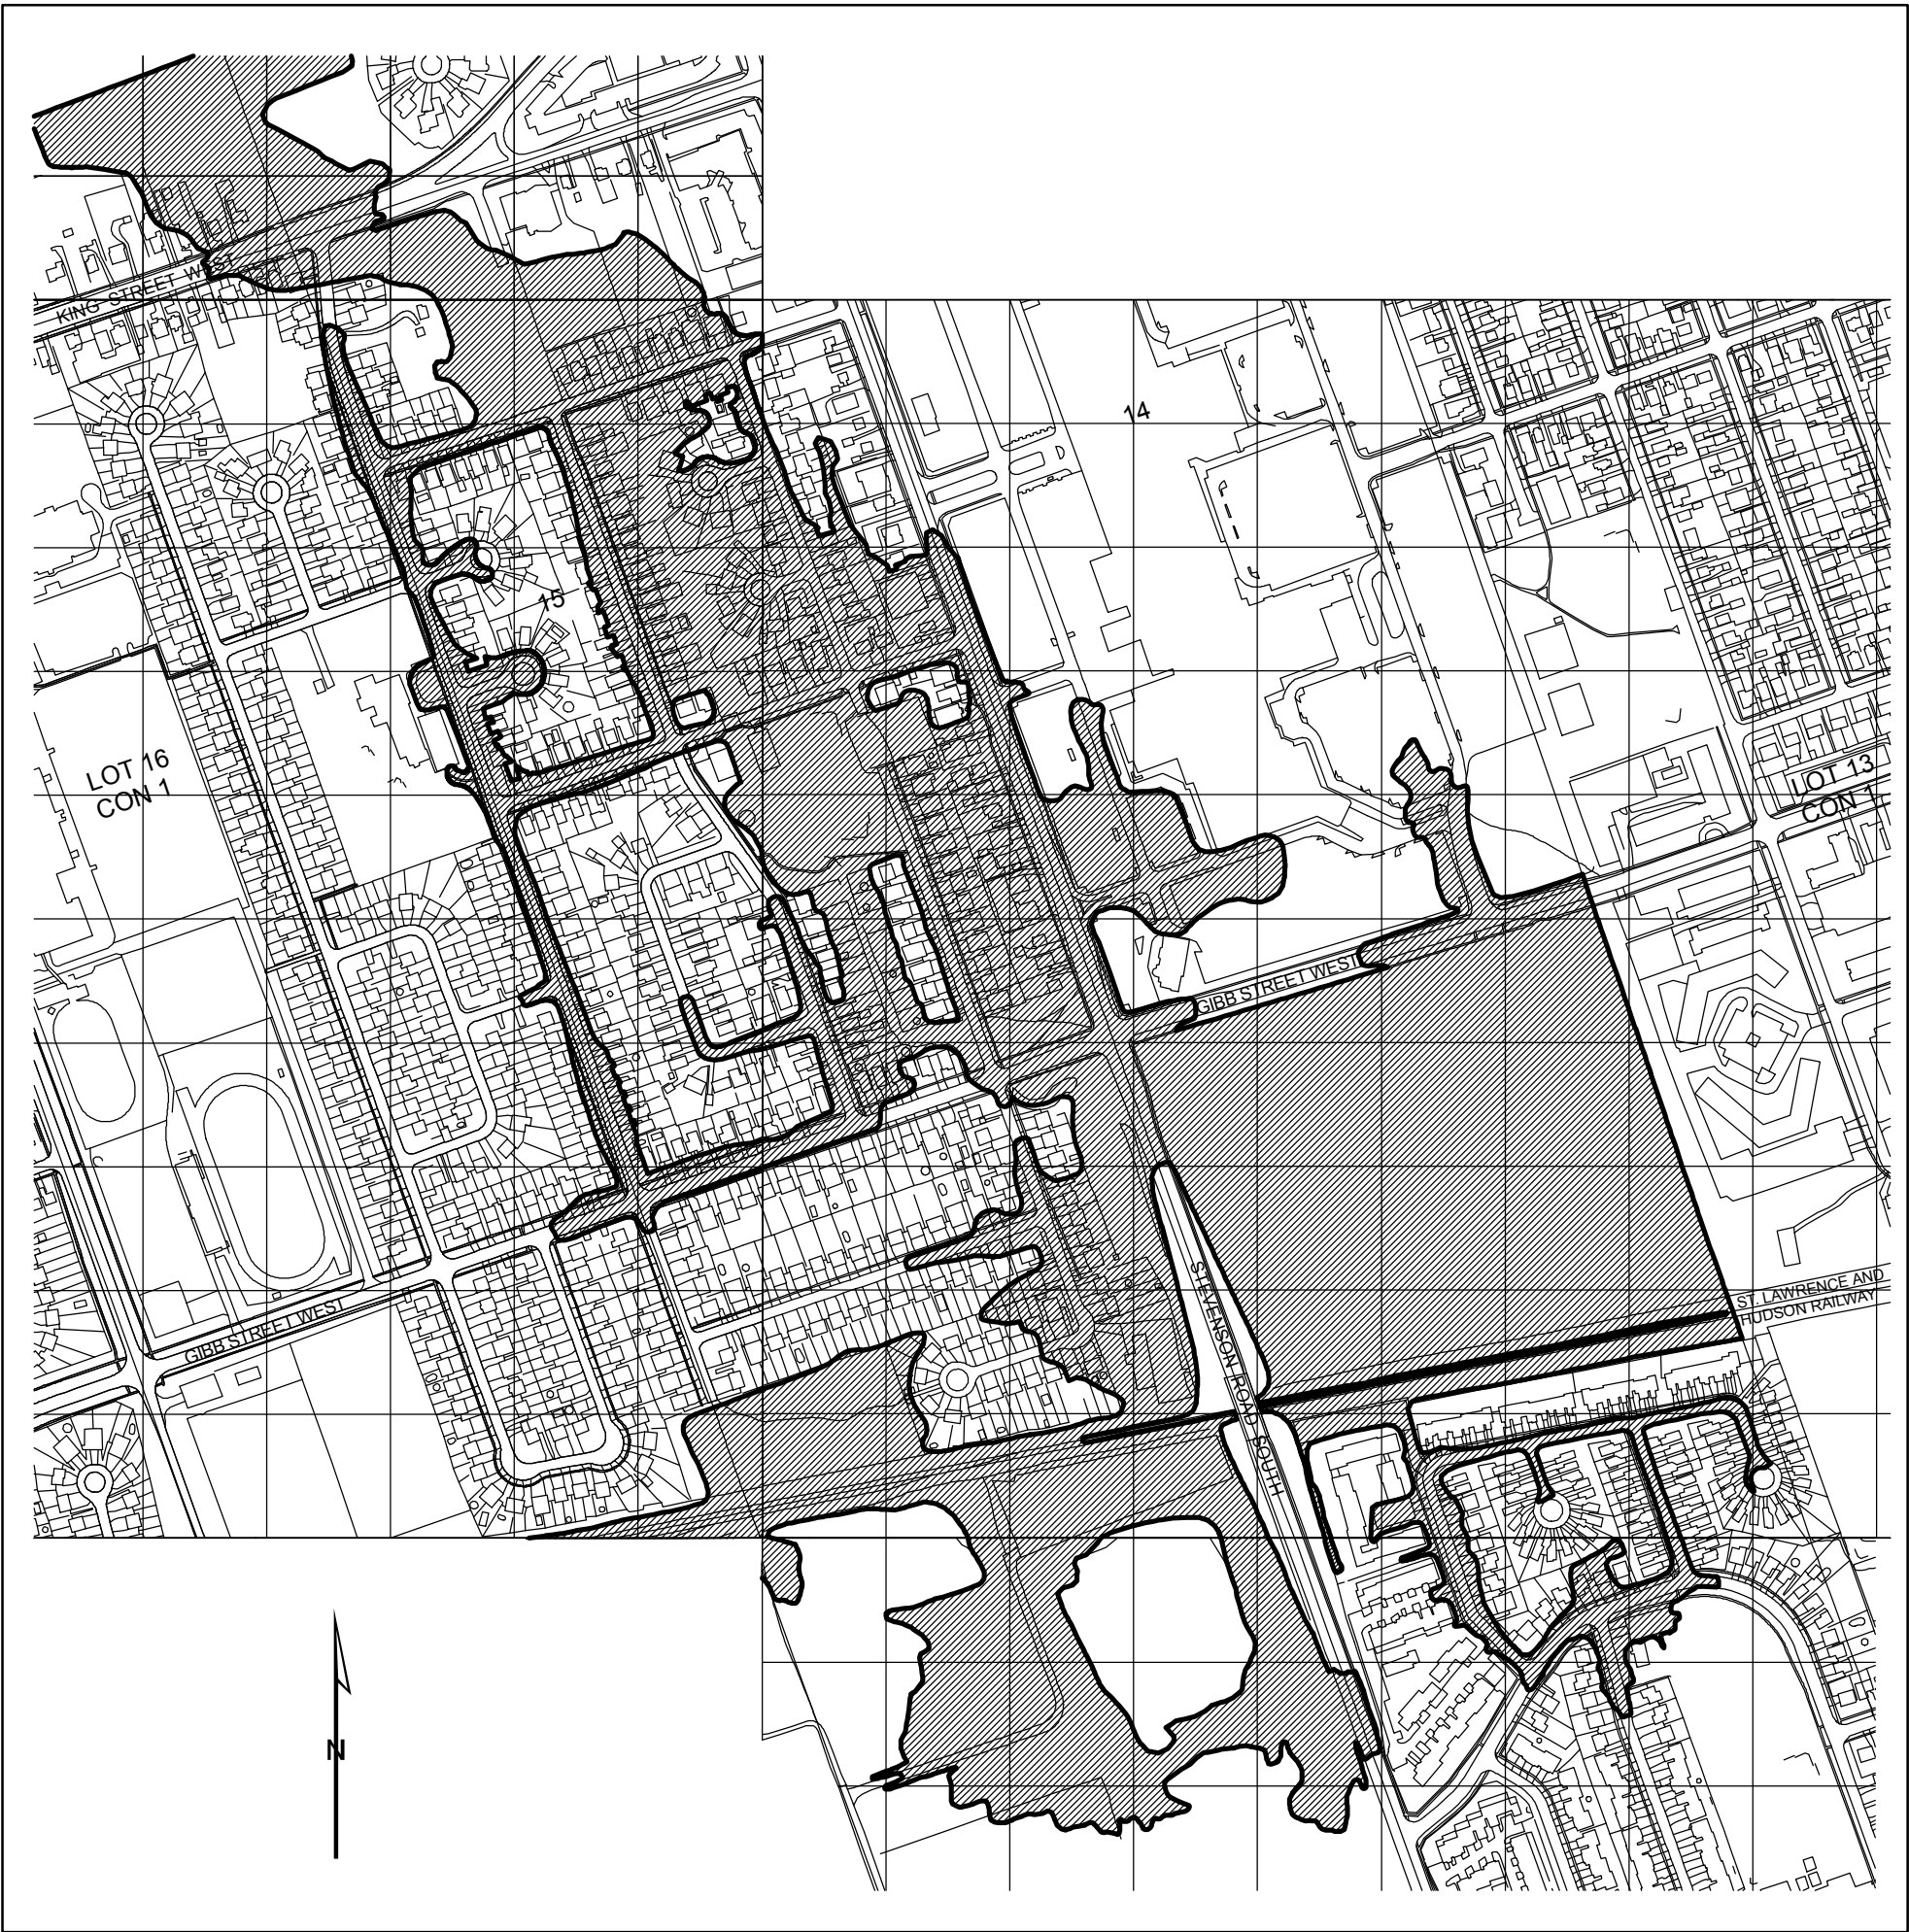 KING STREET WEST
14
15
LOT 16
CON 1
LOT 13
CON 1
GIBB STREET WEST
STEVENSON ROAD SOUTH
ST. LAWRENCE AND
HUDSON RAILWAY
GIBB STREET WEST
N